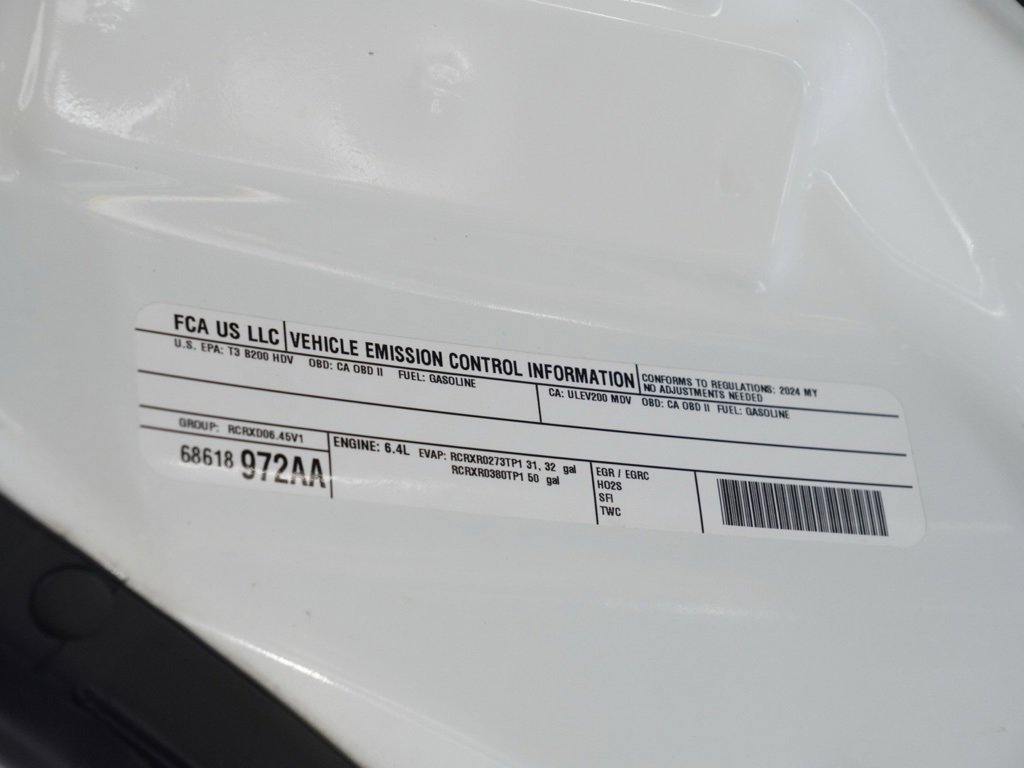 FCA US LLC VEHICLE EMISSION CONTROL INFORMATION
CONFORMS TO REGULATIONS: 2024 MY
NO ADJUSTMENTS NEEDED
U.S. EPA: T3 B200 HDV OBD: CA OBD II FUEL: GASOLINE
CA: ULEV200 MDV OBD: CA OBD II FUEL: GASOLINE
GROUP: RCRXD06.45V1
68618 972AA
ENGINE: 6.4L EVAP: RCRXR0273TP1 31, 32 gal
RCRXR0380TP1 50 gal
EGR / EGRC
HO2S
SFI
TWC